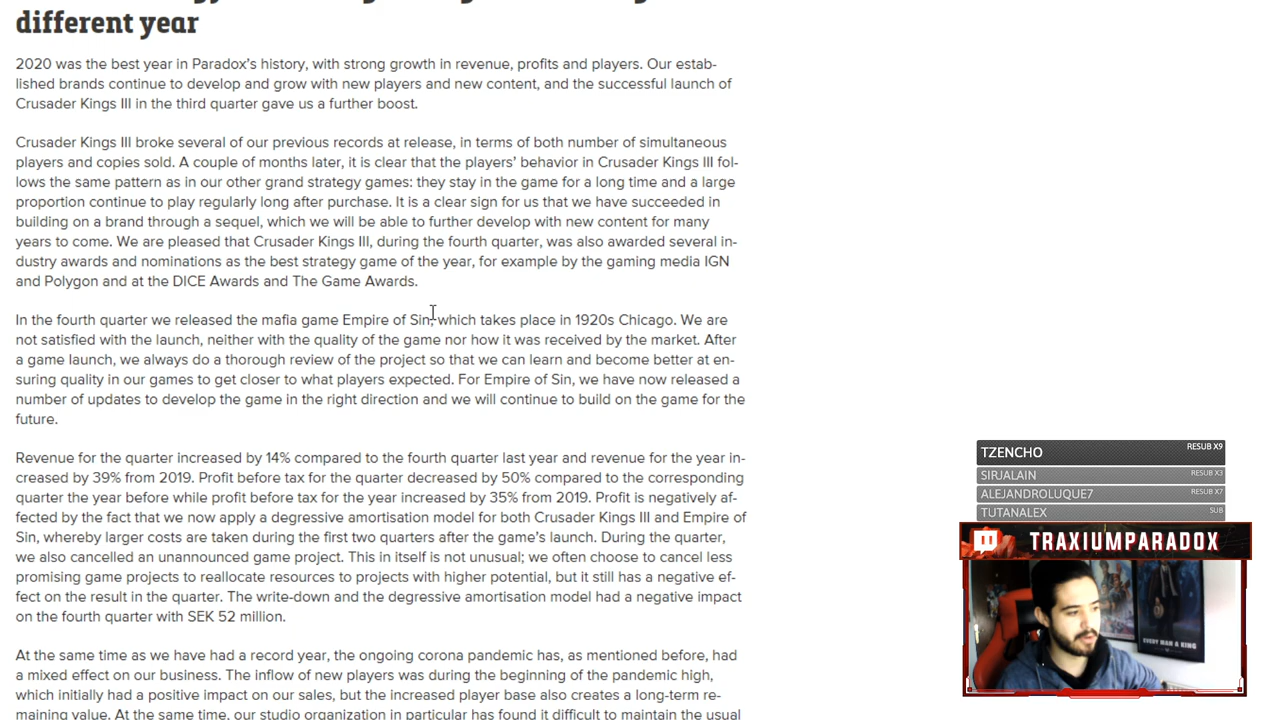 different year
2020 was the best year in Paradox's history, with strong growth in revenue, profits and players. Our estab-
lished brands continue to develop and grow with new players and new content, and the successful launch of
Crusader Kings III in the third quarter gave us a further boost.
Crusader Kings III broke several of our previous records at release, in terms of both number of simultaneous
players and copies sold. A couple of months later, it is clear that the players' behavior in Crusader Kings III fol-
lows the same pattern as in our other grand strategy games: they stay in the game for a long time and a large
proportion continue to play regularly long after purchase. It is a clear sign for us that we have succeeded in
building on a brand through a sequel, which we will be able to further develop with new content for many
years to come. We are pleased that Crusader Kings III, during the fourth quarter, was also awarded several in-
dustry awards and nominations as the best strategy game of the year, for example by the gaming media IGN
and Polygon and at the DICE Awards and The Game Awards.
In the fourth quarter we released the mafia game Empire of Sin, which takes place in 1920s Chicago. We are
not satisfied with the launch, neither with the quality of the game nor how it was received by the market. After
a game launch, we always do a thorough review of the project so that we can learn and become better at en-
suring quality in our games to get closer to what players expected. For Empire of Sin, we have now released a
number of updates to develop the game in the right direction and we will continue to build on the game for the
future.
Revenue for the quarter increased by 14% compared to the fourth quarter last year and revenue for the year in-
creased by 39% from 2019. Profit before tax for the quarter decreased by 50% compared to the corresponding
quarter the year before while profit before tax for the year increased by 35% from 2019. Profit is negatively af-
fected by the fact that we now apply a degressive amortisation model for both Crusader Kings III and Empire of
Sin, whereby larger costs are taken during the first two quarters after the game's launch. During the quarter,
we also cancelled an unannounced game project. This in itself is not unusual; we often choose to cancel less
promising game projects to reallocate resources to projects with higher potential, but it still has a negative ef-
fect on the result in the quarter. The write-down and the degressive amortisation model had a negative impact
on the fourth quarter with SEK 52 million.
At the same time as we have had a record year, the ongoing corona pandemic has, as mentioned before, had
a mixed effect on our business. The inflow of new players was during the beginning of the pandemic high,
which initially had a positive impact on our sales, but the increased player base also creates a long-term re-
maining value. At the same time, our studio organization in particular has found it difficult to maintain the usual
TZENCHO RESUB X9
SIRJALAIN RESUB X3
ALEJANDROLUQUE7 RESUB X7
TUTANALEX SUB
TRAXIUMPARADOX
EVERY MAN A KING